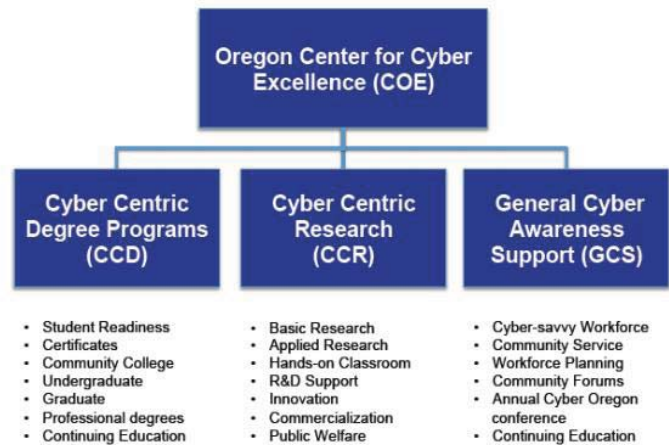 Oregon Center for Cyber
Excellence (COE)
Cyber Centric
Degree Programs
(CCD)
Cyber Centric
Research
(CCR)
General Cyber
Awareness
Support (GCS)
• Student Readiness
• Certificates
• Community College
• Undergraduate
• Graduate
• Professional degrees
• Continuing Education
• Basic Research
• Applied Research
• Hands-on Classroom
• R&D Support
• Innovation
• Commercialization
• Public Welfare
• Cyber-savvy Workforce
• Community Service
• Workforce Planning
• Community Forums
• Annual Cyber Oregon
conference
• Continuing Education